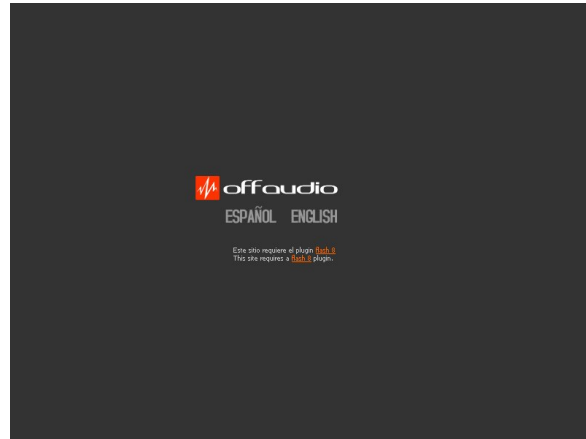 offaudio
ESPAÑOL ENGLISH
Este sitio requiere el plugin flash 8
This site requires a flash 8 plugin.